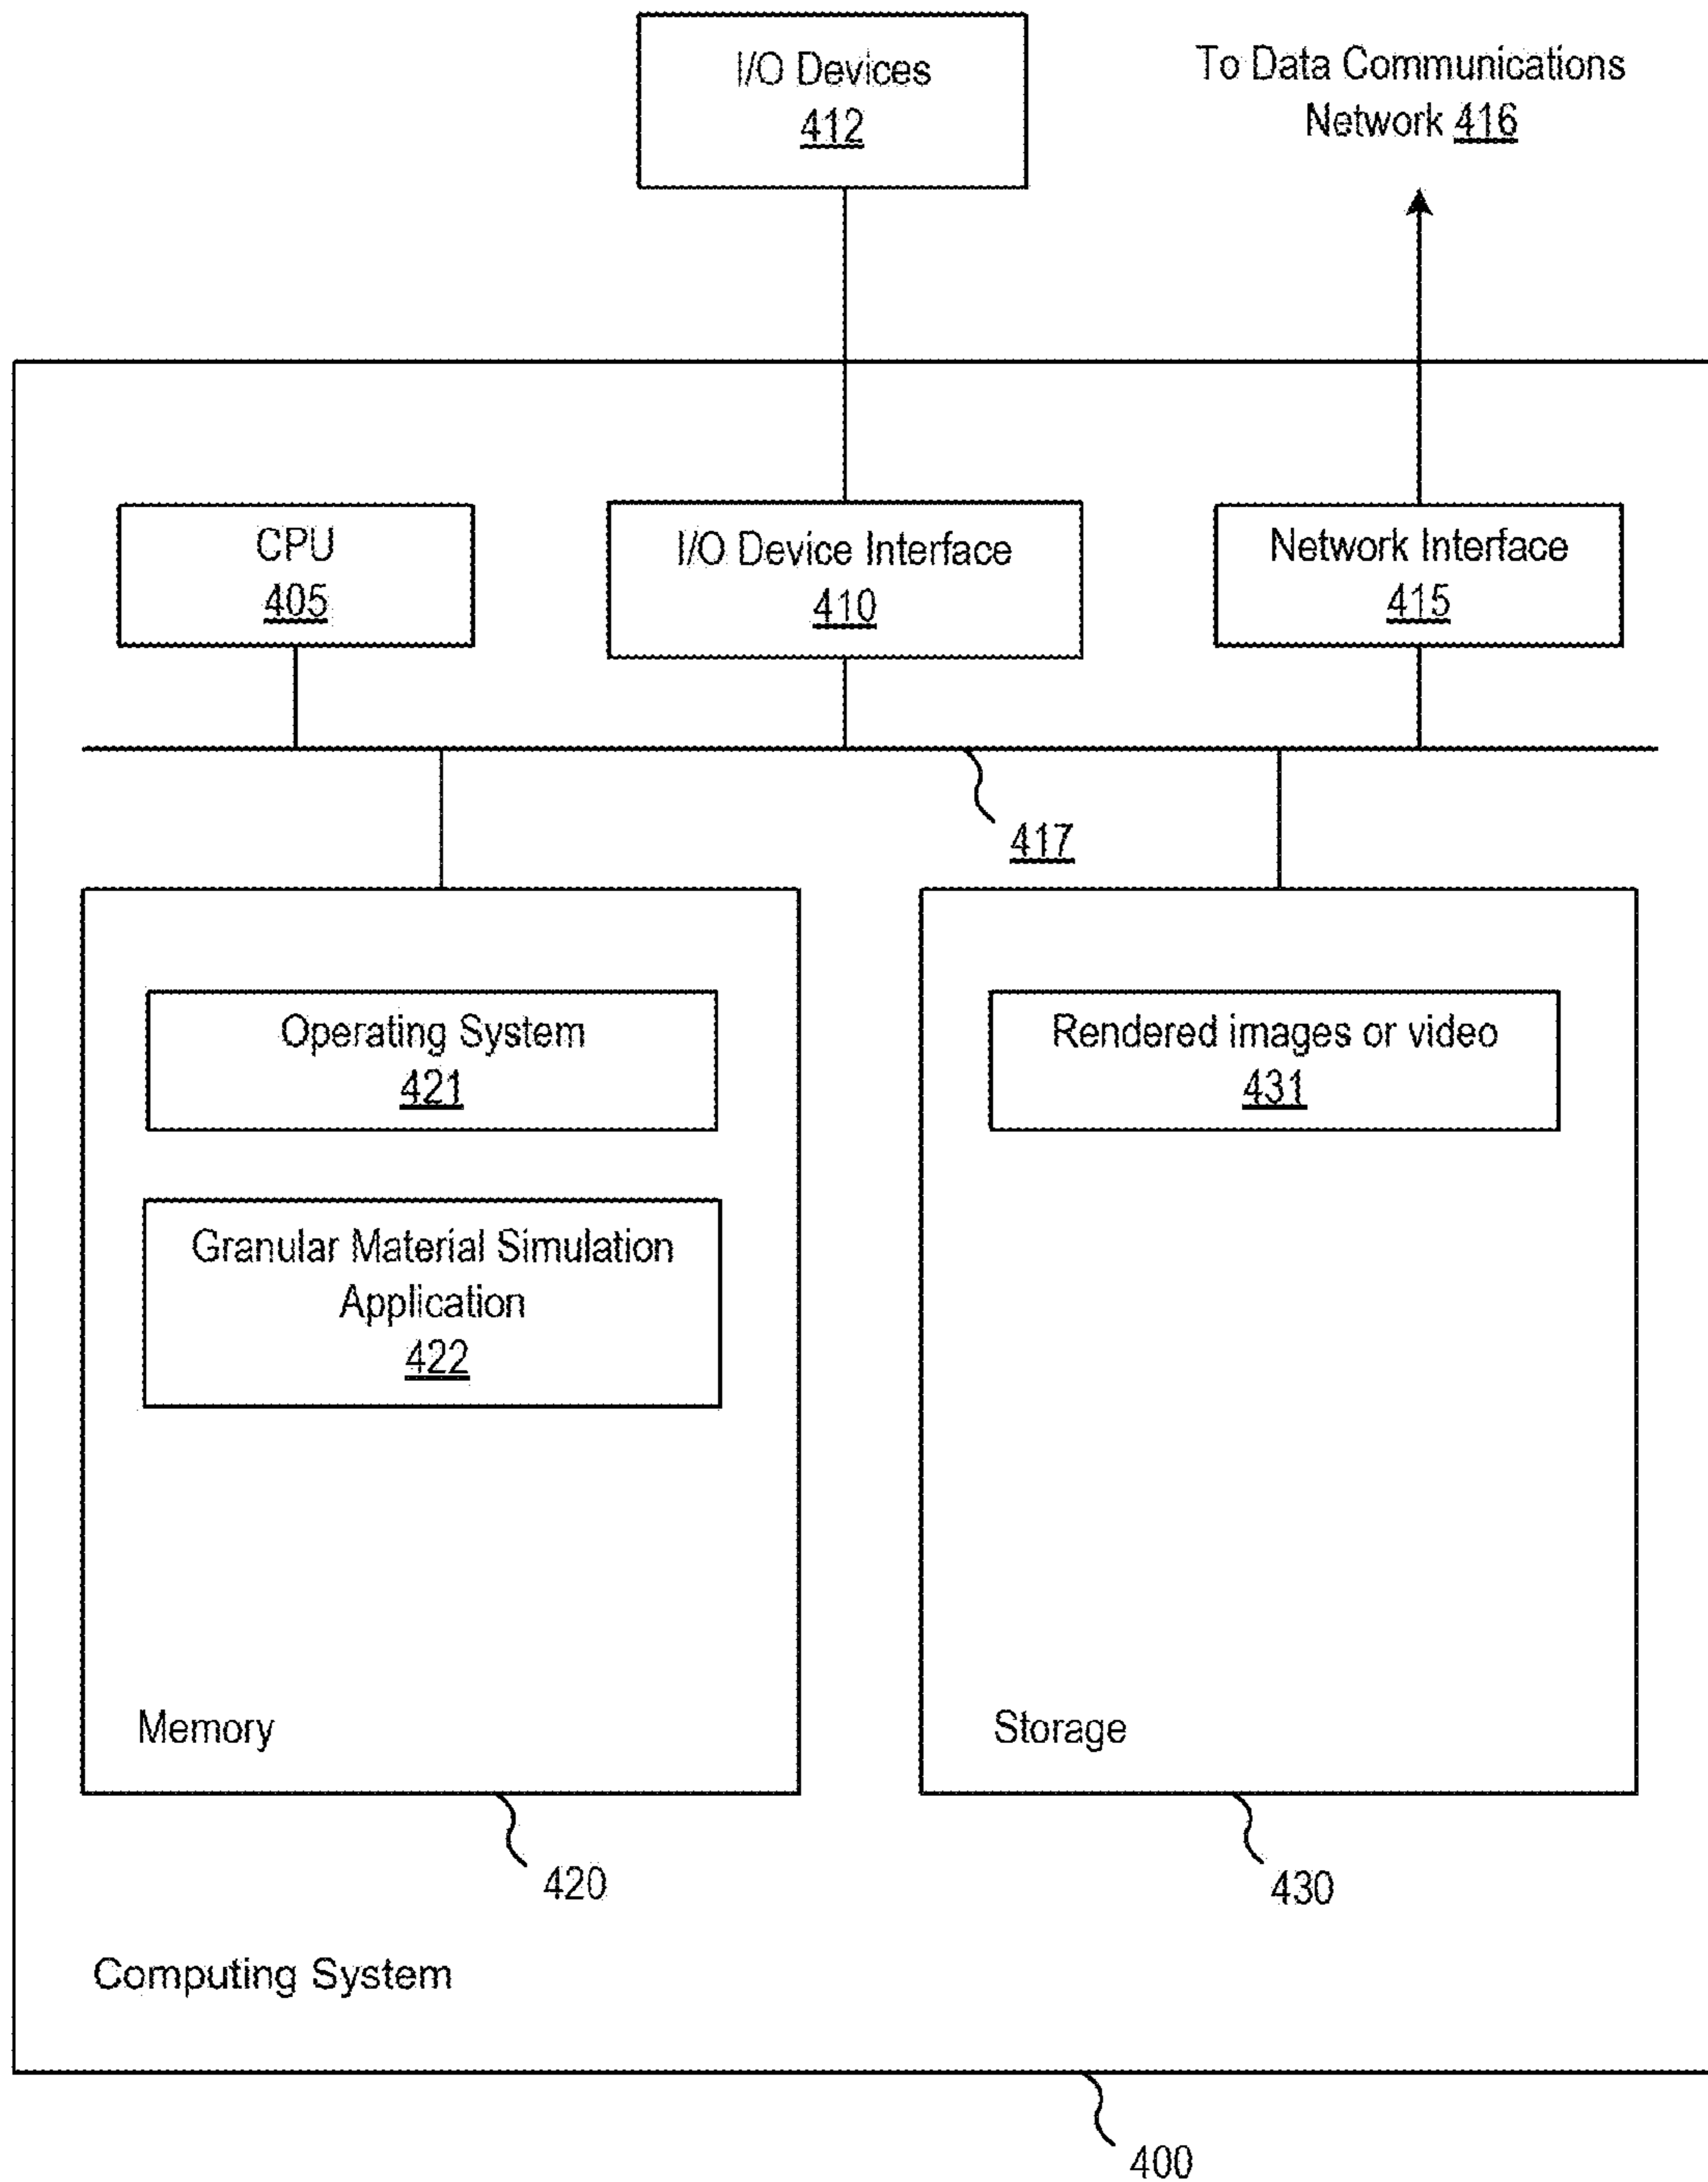 I/O Devices
412
To Data Communications
Network 416
CPU
405
I/O Device Interface
410
Network Interface
415
417
Operating System
421
Granular Material Simulation
Application
422
Memory
Rendered images or video
431
Storage
420
430
Computing System
400